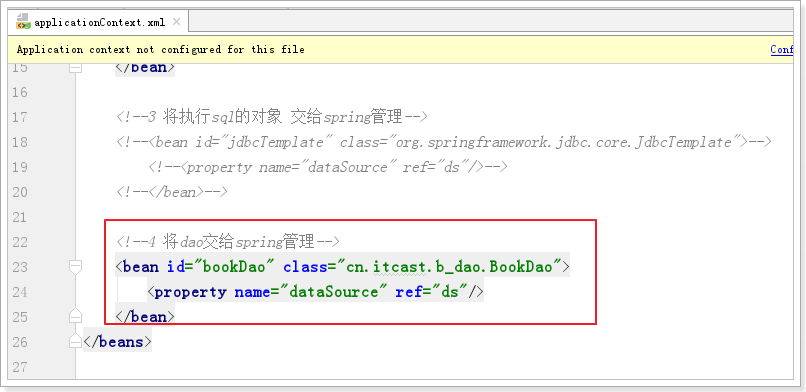 applicationContext.xml
Application context not configured for this file
Conf
15 </bean>
16
17 <!--3 将执行sql的对象 交给spring管理-->
18 <!--<bean id="jdbcTemplate" class="org.springframework.jdbc.core.JdbcTemplate">-->
19 <!--<property name="dataSource" ref="ds"/>-->
20 <!--</bean>-->
21
22 <!--4 将dao交给spring管理-->
23 <bean id="bookDao" class="cn.itcast.b_dao.BookDao">
24 <property name="dataSource" ref="ds"/>
25 </bean>
26 </beans>
27